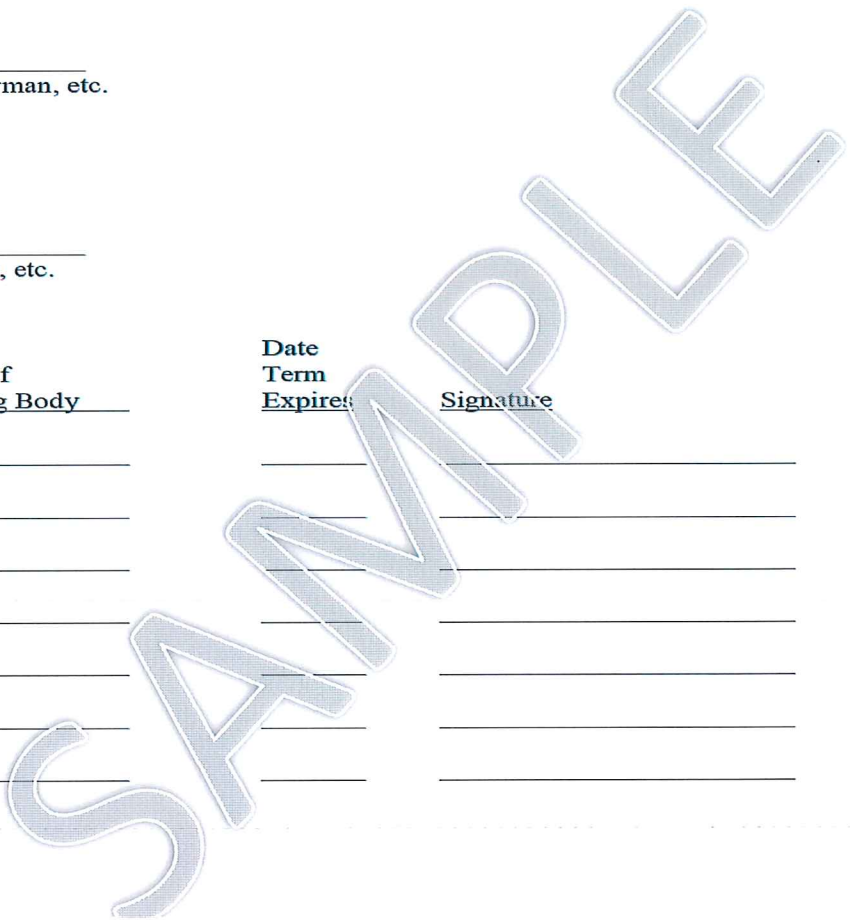 rman, etc.
, etc.
Date
f Term
g Body Expires Signature
SAMPLE